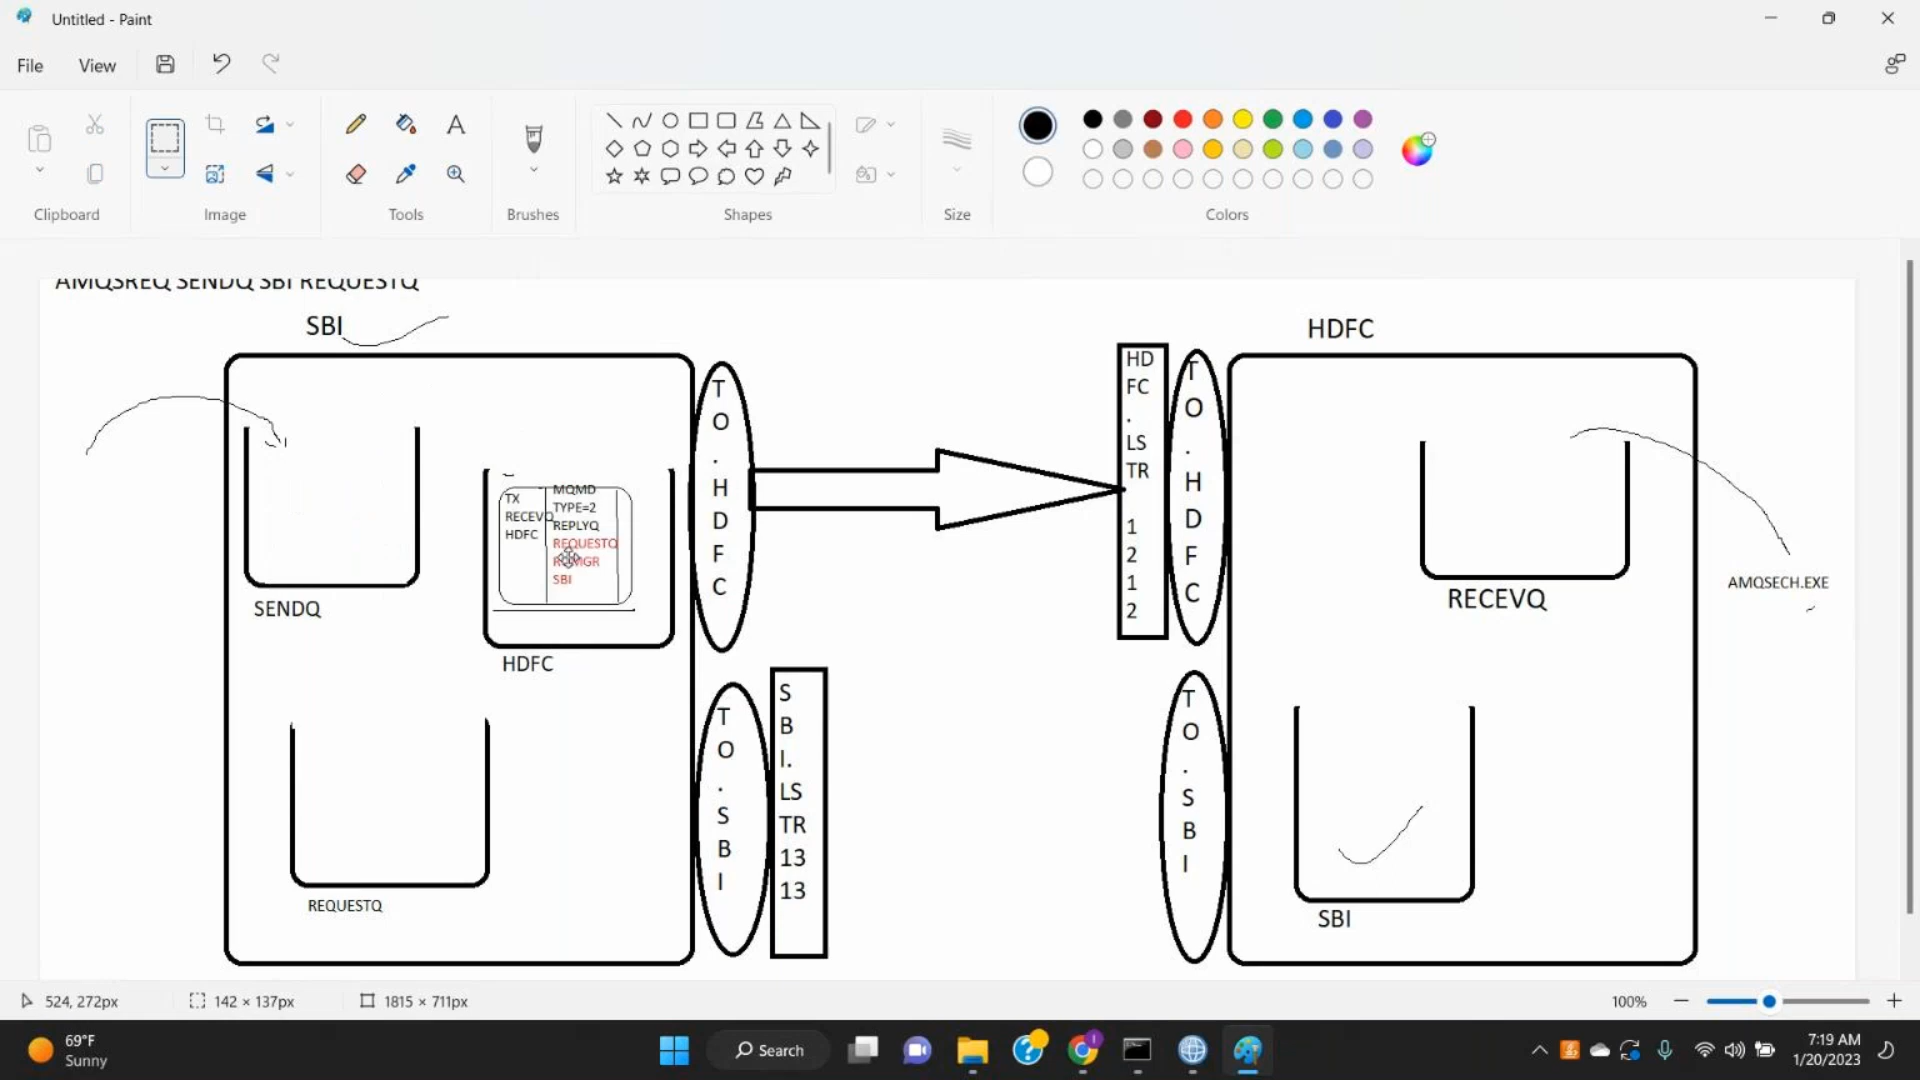 Untitled - Paint
File
View
Clipboard
Image
Tools
Brushes
Shapes
Size
Colors
AMQSREQ SENDQ SBI REQUESTQ
SBI
HDFC
SENDQ
TX
RECEVQ
HDFC
MQMD
TYPE=2
REPLYQ
REQUESTQ
SBI
HDFC
REQUESTQ
T
O
.
H
D
F
C
T
O
.
S
B
I
S
B
I.
LS
TR
13
13
HD
FC
.
LS
TR
1
2
1
2
T
O
.
H
D
F
C
T
O
.
S
B
I
RECEVQ
AMQSECH.EXE
SBI
524, 272px
142 × 137px
1815 × 711px
100%
69°F
Sunny
Search
7:19 AM
1/20/2023